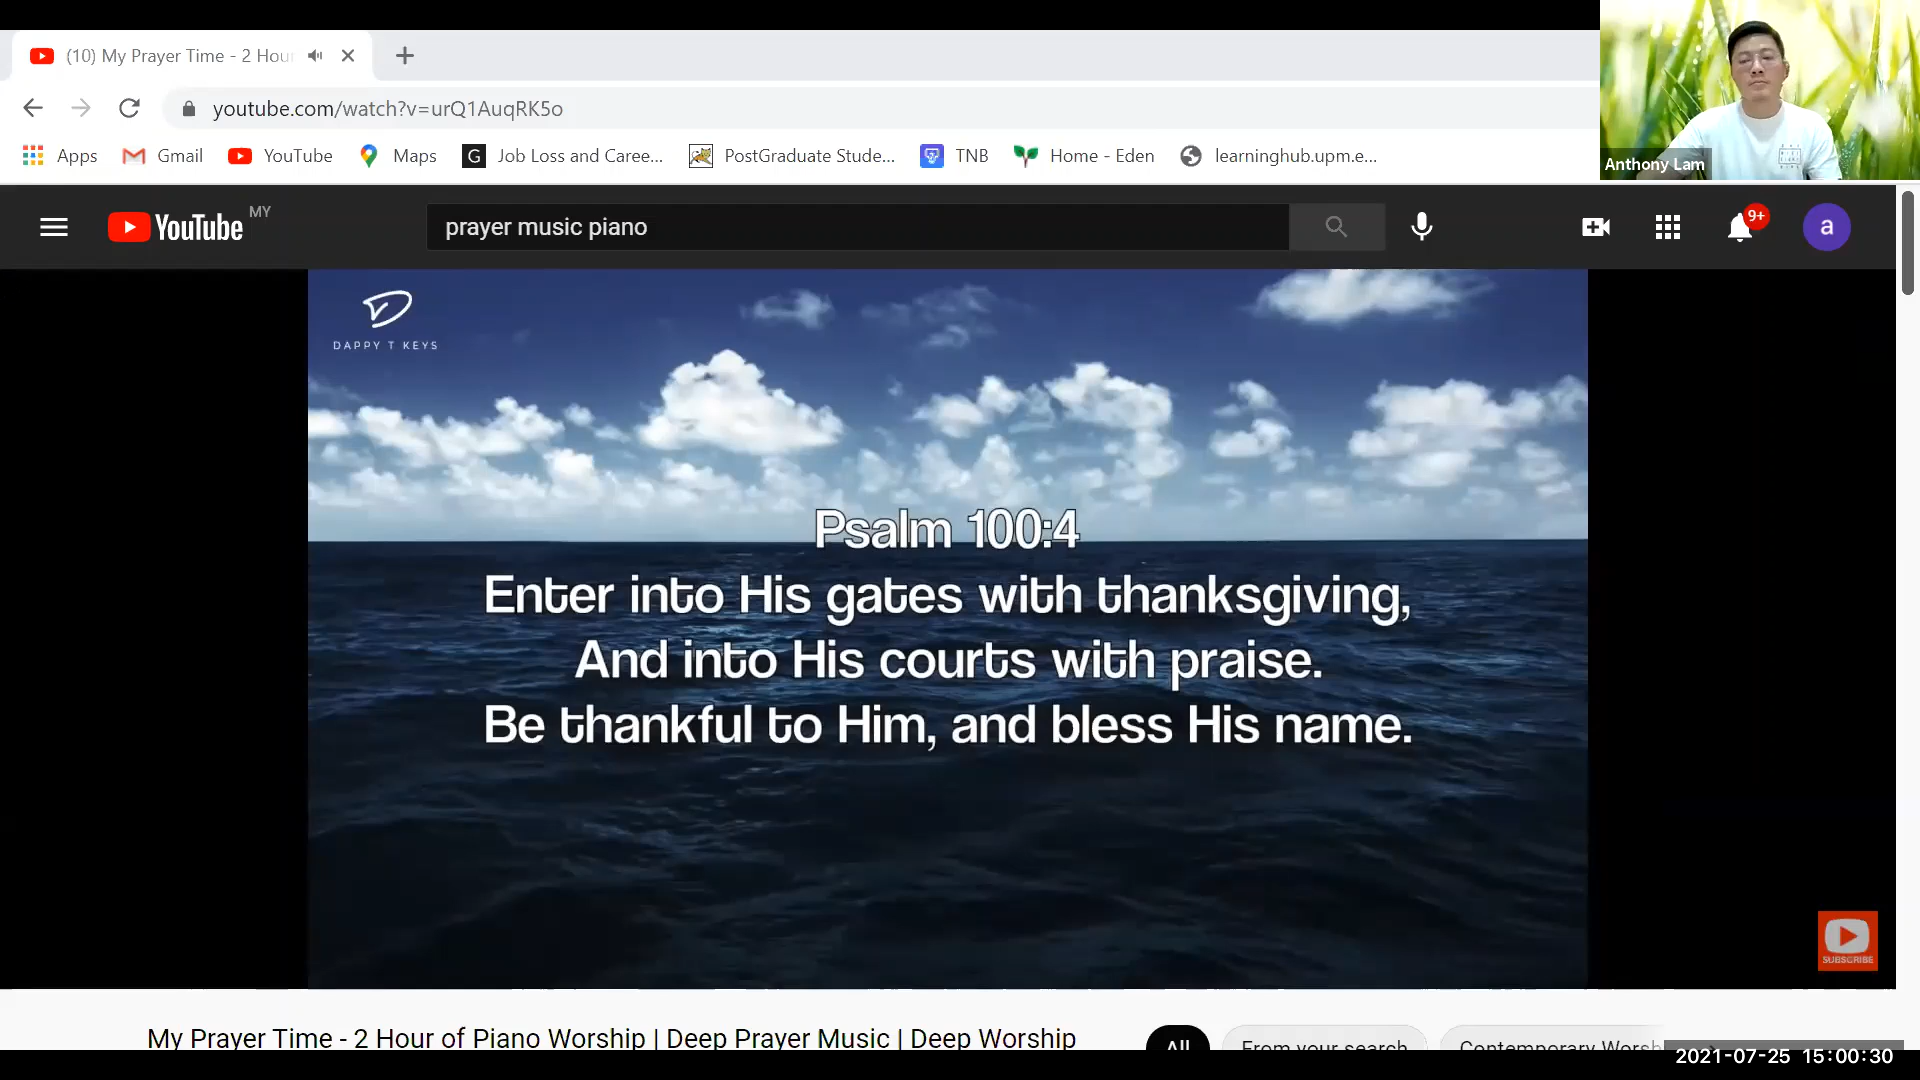 (10) My Prayer Time - 2 Hour
youtube.com/watch?v=urQ1AuqRK5o
Apps
Gmail
YouTube
Maps
G
Job Loss and Caree...
PostGraduate Stude...
TNB
Home - Eden
learninghub.upm.e...
Anthony Lam
YouTube MY
prayer music piano
9+
a
DAPPY T KEYS
Psalm 100:4
Enter into His gates with thanksgiving,
And into His courts with praise.
Be thankful to Him, and bless His name.
SUBSCRIBE
My Prayer Time - 2 Hour of Piano Worship | Deep Prayer Music | Deep Worship
All
From your search
Contemporary Worsh
2021-07-25 15:00:30